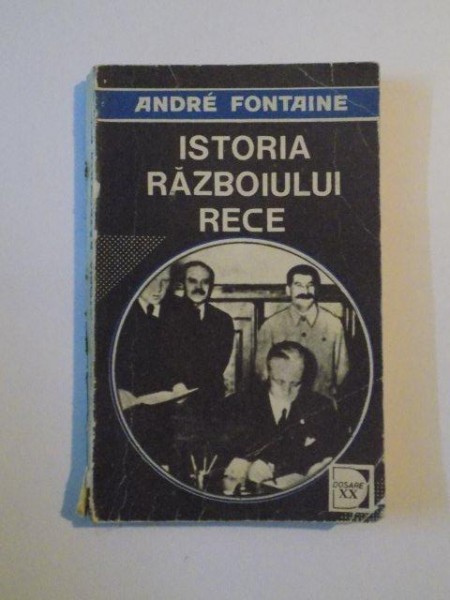 ANDRÉ FONTAINE
ISTORIA
RĂZBOIULUI
RECE
DOSARE
XX